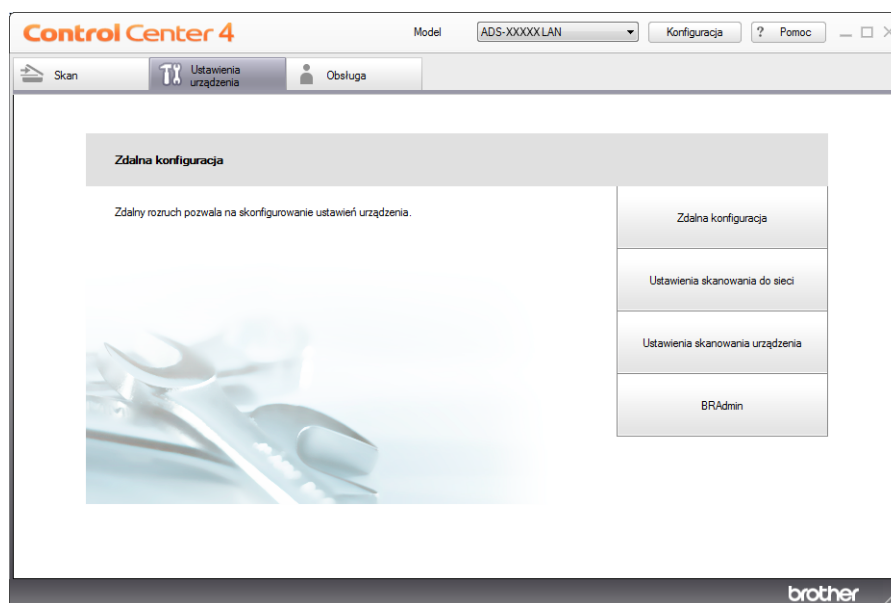 Control Center 4
Model
ADS-XXXXX LAN
Konfiguracja
? Pomoc
Skan
Ustawienia
urządzenia
Obsługa
Zdalna konfiguracja
Zdalny rozruch pozwala na skonfigurowanie ustawień urządzenia.
Zdalna konfiguracja
Ustawienia skanowania do sieci
Ustawienia skanowania urządzenia
BRAdmin
brother